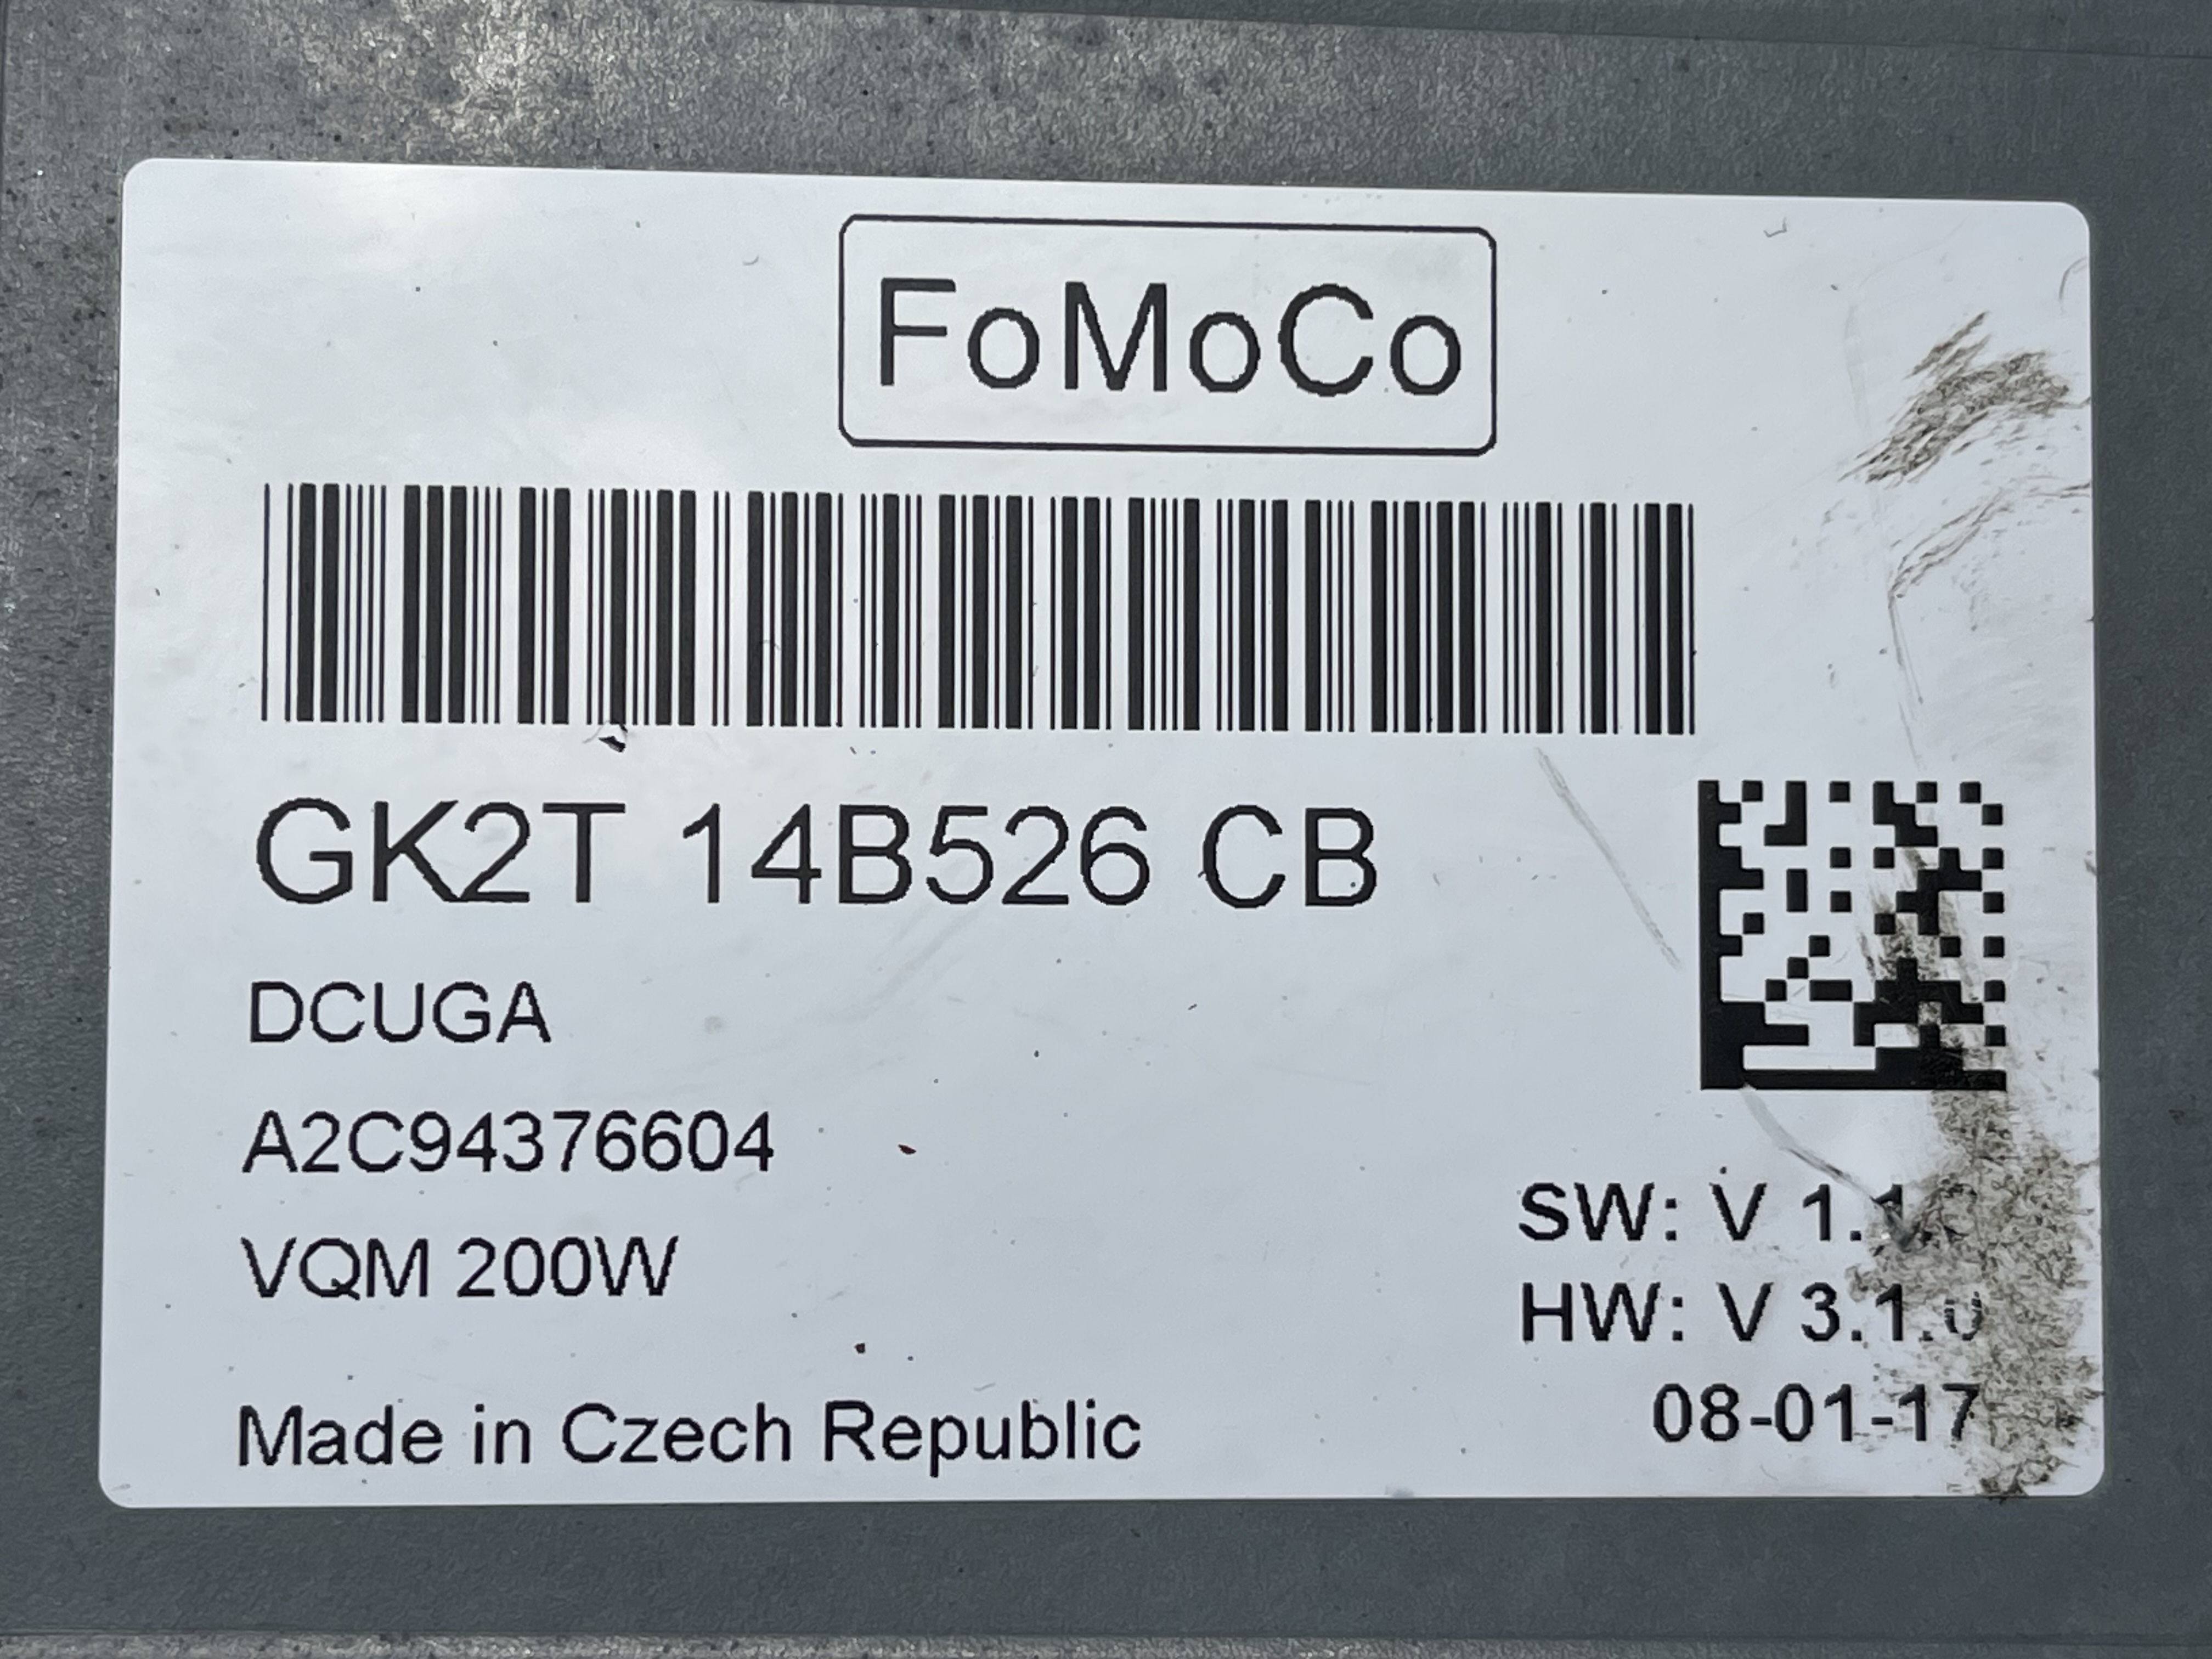 FoMoCo
GK2T 14B526 CB
DCUGA
A2C94376604
VQM 200W
Made in Czech Republic
SW: V
HW: V 3.1.0
08-01-17